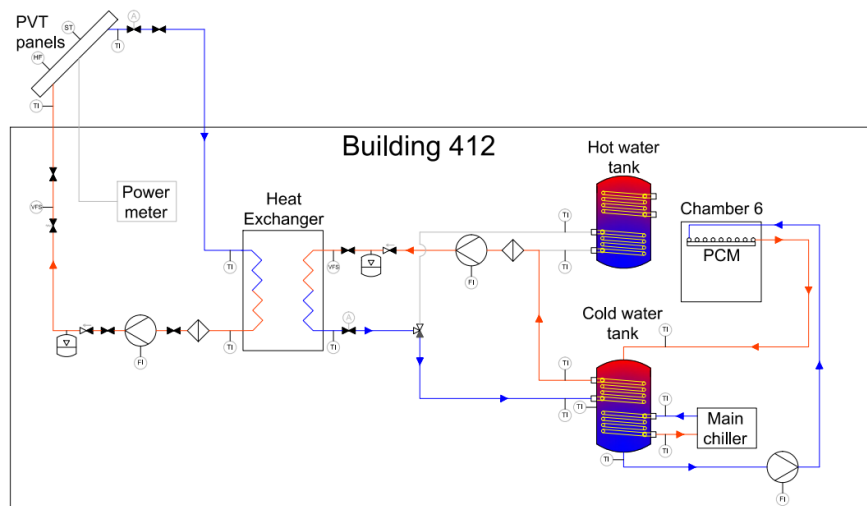 PVT
panels
ST
HF
TI
TI
A
Building 412
Power
meter
VFS
Heat
Exchanger
Hot water
tank
TI
TI
Chamber 6
PCM
TI
VFS
FI
A
TI
FI
TI
TI
Cold water
tank
TI
TI
TI
TI
TI
TI
Main
chiller
TI
FI